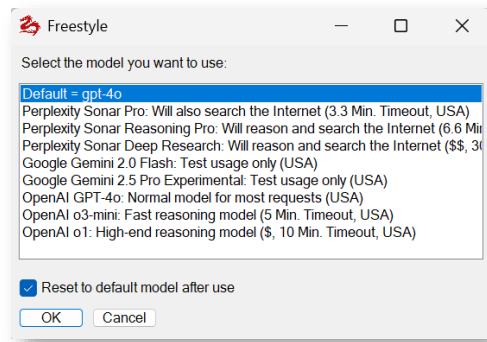 Freestyle
Select the model you want to use:
Default = gpt-4o
Perplexity Sonar Pro: Will also search the Internet (3.3 Min. Timeout, USA)
Perplexity Sonar Reasoning Pro: Will reason and search the Internet (6.6 Mi
Perplexity Sonar Deep Research: Will reason and search the Internet ($$, 3
Google Gemini 2.0 Flash: Test usage only (USA)
Google Gemini 2.5 Pro Experimental: Test usage only (USA)
OpenAI GPT-4o: Normal model for most requests (USA)
OpenAI o3-mini: Fast reasoning model (5 Min. Timeout, USA)
OpenAI o1: High-end reasoning model ($, 10 Min. Timeout, USA)
Reset to default model after use
OK Cancel